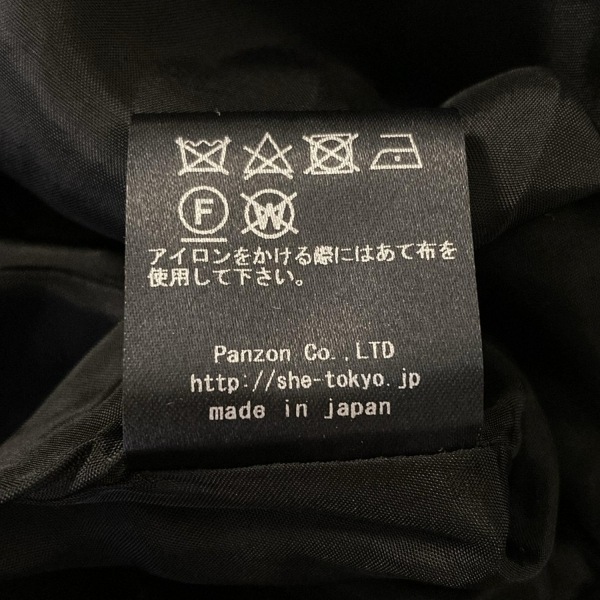 F W
アイロンをかける際にはあて布を
使用して下さい。
Panzon Co.,LTD
http://she-tokyo.jp
made in japan